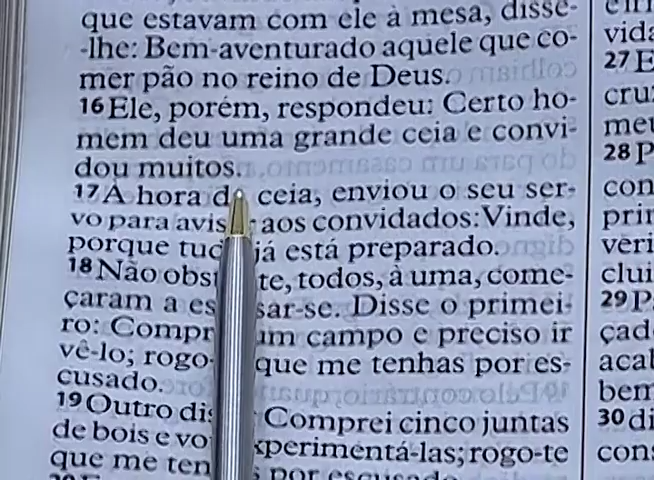 que estavam com ele à mesa, disse-
-lhe: Bem-aventurado aquele que co-
mer pão no reino de Deus.
16 Ele, porém, respondeu: Certo ho-
mem deu uma grande ceia e convi-
dou muitos.
17 À hora da ceia, enviou o seu ser-
vo para avis aos convidados: Vinde,
porque tud já está preparado.
18 Não obs te, todos, à uma, come-
çaram a es sar-se. Disse o primei-
ro: Compr um campo e preciso ir
vê-lo; rogo- que me tenhas por es-
cusado.
19 Outro dis Comprei cinco juntas
de bois e vo xperimentá-las; rogo-te
que me ten s por escusado
vida
27 E
cru
meu
28 P
con
prin
veri
clui
29 P
çad
acal
bem
30 di
cons